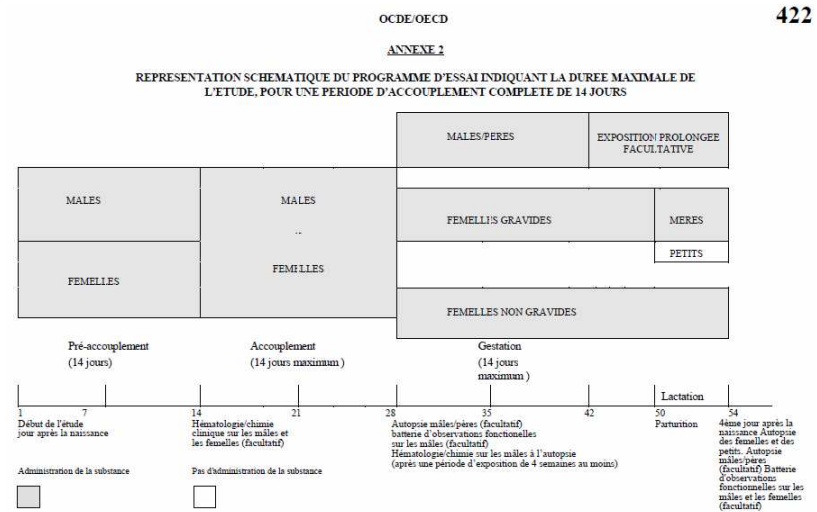 OCDE/OECD
422
ANNEXE 2
REPRESENTATION SCHEMATIQUE DU PROGRAMME D'ESSAI INDIQUANT LA DUREE MAXIMALE DE
L'ETUDE, POUR UNE PERIODE D'ACCOUPLEMENT COMPLETE DE 14 JOURS
MALES/PERES
EXPOSITION PROLONGEE
FACULTATIVE
MALES
MALES
FEMELLES GRAVIDES
MERES
PETITS
FEMELLES
FEMELLES
FEMELLES NON GRAVIDES
Pré-accouplement
(14 jours)
Accouplement
(14 jours maximum )
Gestation
(14 jours
maximum )
Lactation
1 7 14 21 28 35 42 50 54
Début de l'étude
jour après la naissance
Hématologie/chimie
clinique sur les mâles et
les femelles (facultatif)
Autopsie mâles/pères (facultatif)
batterie d'observations fonctionelles
sur les mâles (facultatif)
Hématologie/chimie sur les mâles à l'autopsie
(après une période d'exposition de 4 semaines au moins)
Parturition
4ème jour après la
naissance Autopsie
des femelles et des
petits. Autopsie
mâles/pères
(facultatif) Batterie
d'observations
fonctionnelles sur les
mâles et les femelles
(facultatif)
Administration de la substance
Pas d'administration de la substance